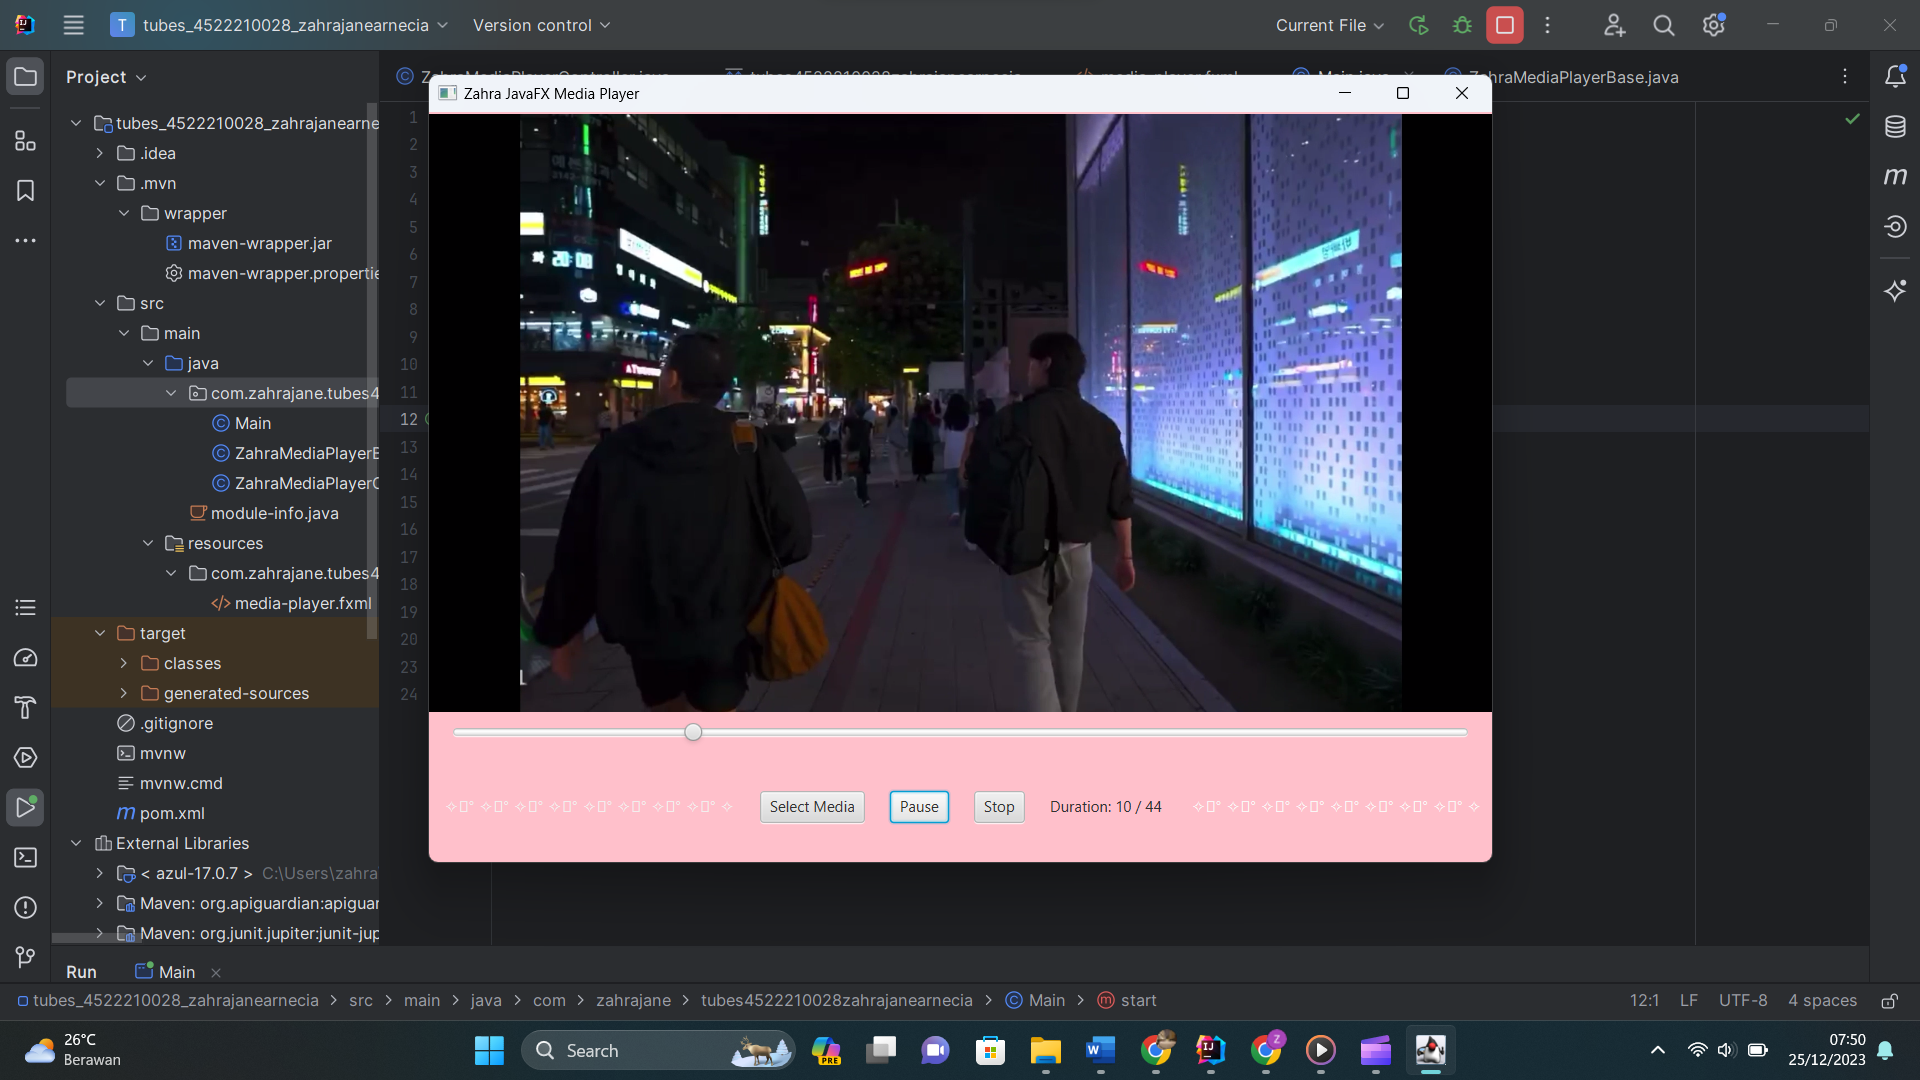 tubes_4522210028_zahrajanearnecia
Version control
Current File
Project
ZahraMediaPlayerBase.java
tubes_4522210028_zahrajanearne
.idea
.mvn
wrapper
maven-wrapper.jar
maven-wrapper.propertie
src
main
java
com.zahrajane.tubes4
Main
ZahraMediaPlayerB
ZahraMediaPlayerC
module-info.java
resources
com.zahrajane.tubes4
media-player.fxml
target
classes
generated-sources
.gitignore
mvnw
mvnw.cmd
pom.xml
External Libraries
< azul-17.0.7 > C:\Users\zahra
Maven: org.apiguardian:apiguar
Maven: org.junit.jupiter:junit-jup
1
2
3
4
5
6
7
8
9
10
11
12
13
14
15
16
17
18
19
20
23
24
Zahra JavaFX Media Player
Select Media
Pause
Stop
Duration: 10 / 44
Run
Main
tubes_4522210028_zahrajanearnecia > src > main > java > com > zahrajane > tubes4522210028zahrajanearnecia > Main > start
12:1
LF
UTF-8
4 spaces
26°C
Berawan
Search
PRE
07:50
25/12/2023